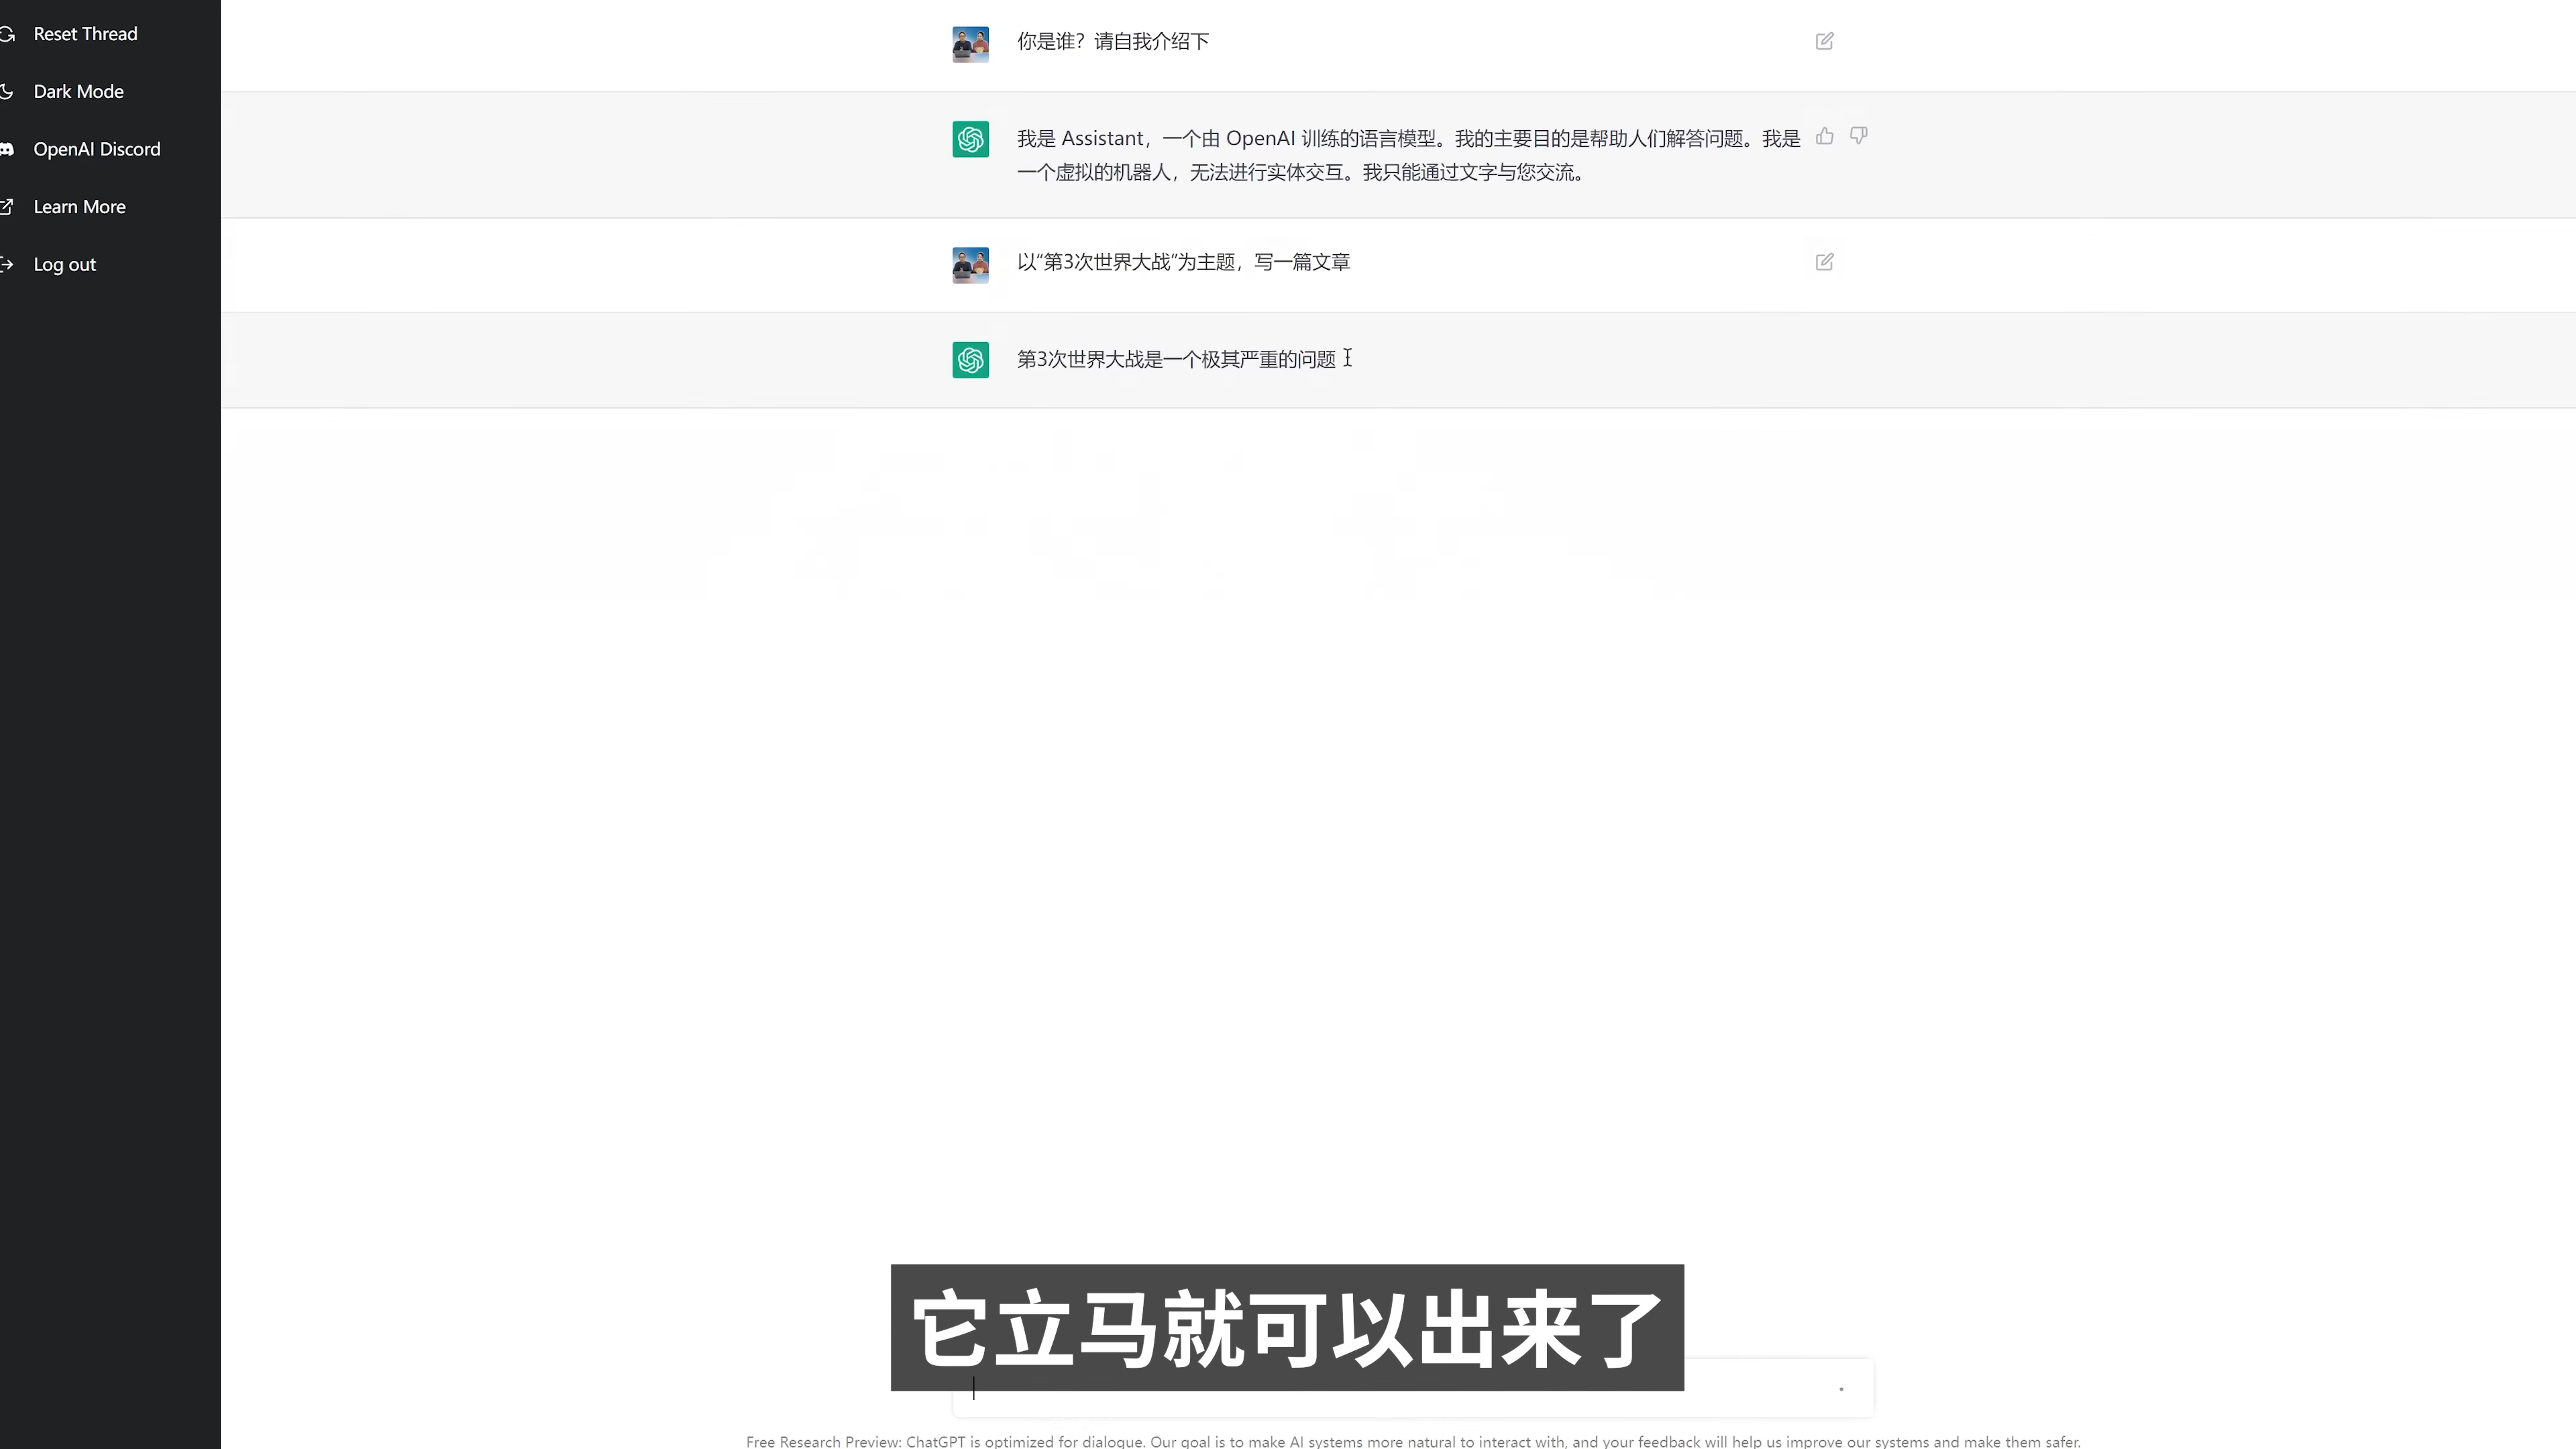 Reset Thread
Dark Mode
OpenAI Discord
Learn More
Log out
你是谁？请自我介绍下
我是 Assistant，一个由 OpenAI 训练的语言模型。我的主要目的是帮助人们解答问题。我是
一个虚拟的机器人，无法进行实体交互。我只能通过文字与您交流。
以“第3次世界大战”为主题，写一篇文章
第3次世界大战是一个极其严重的问题
它立马就可以出来了
Free Research Preview: ChatGPT is optimized for dialogue. Our goal is to make AI systems more natural to interact with, and your feedback will help us improve our systems and make them safer.